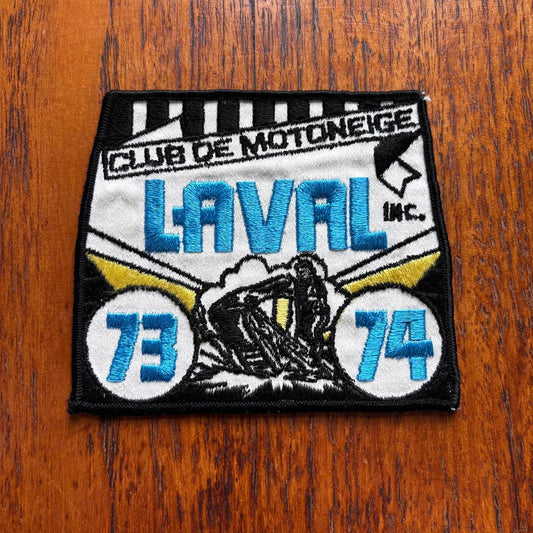 CLUB DE MOTONEIGE
LAVAL
INC.
73 74